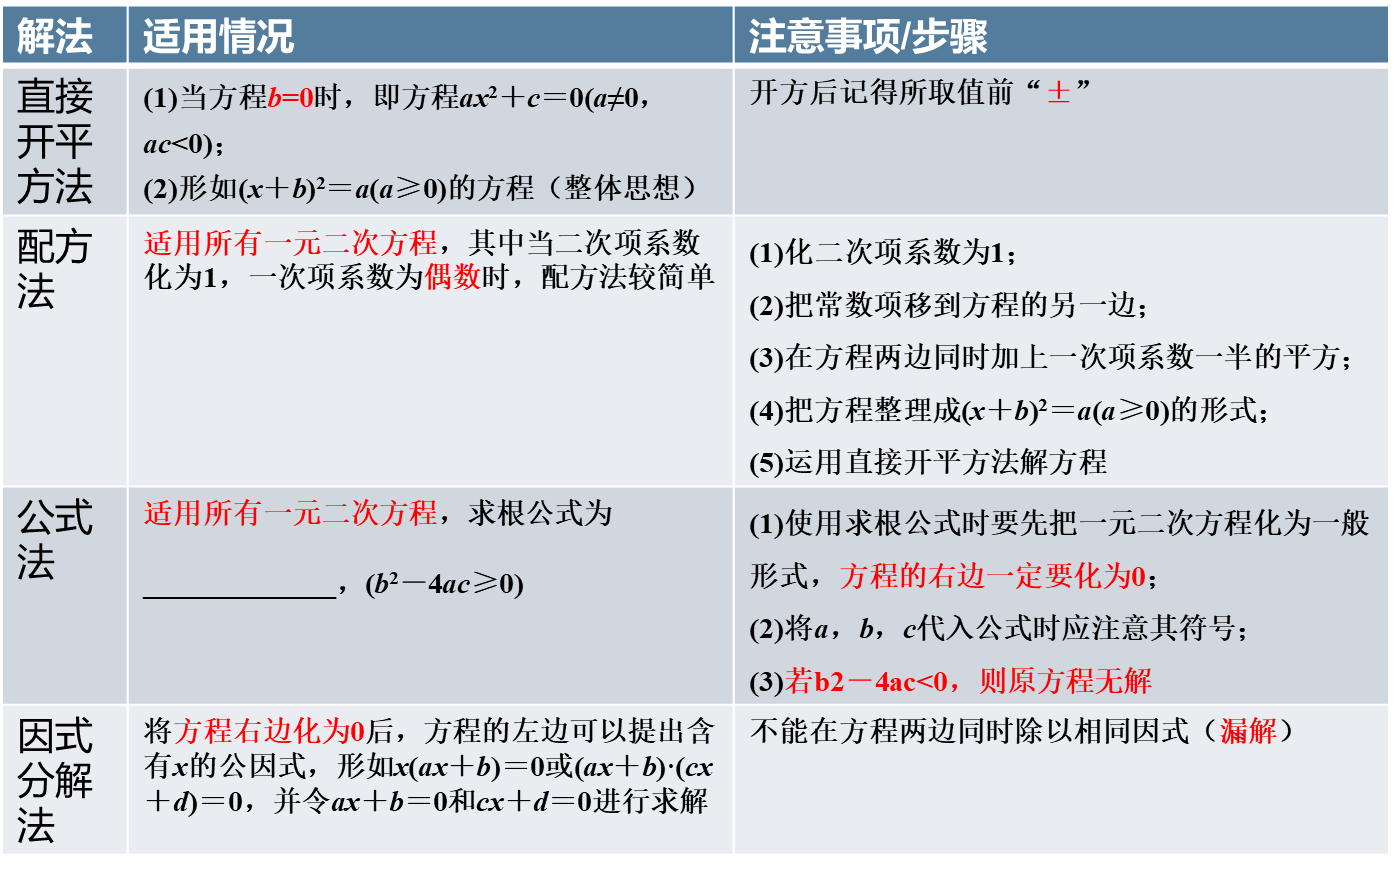 解法
适用情况
注意事项/步骤
直接
开平
方法
(1)当方程b=0时，即方程ax²＋c＝0(a≠0，
ac<0)；
(2)形如(x＋b)²＝a(a≥0)的方程（整体思想）
开方后记得所取值前“±”
配方
法
适用所有一元二次方程，其中当二次项系数
化为1，一次项系数为偶数时，配方法较简单
(1)化二次项系数为1；
(2)把常数项移到方程的另一边；
(3)在方程两边同时加上一次项系数一半的平方；
(4)把方程整理成(x＋b)²＝a(a≥0)的形式；
(5)运用直接开平方法解方程
公式
法
适用所有一元二次方程，求根公式为
_____________，(b²－4ac≥0)
(1)使用求根公式时要先把一元二次方程化为一般
形式，方程的右边一定要化为0；
(2)将a，b，c代入公式时应注意其符号；
(3)若b2－4ac<0，则原方程无解
因式
分解
法
将方程右边化为0后，方程的左边可以提出含
有x的公因式，形如x(ax＋b)＝0或(ax＋b)·(cx
＋d)＝0，并令ax＋b＝0和cx＋d＝0进行求解
不能在方程两边同时除以相同因式（漏解）